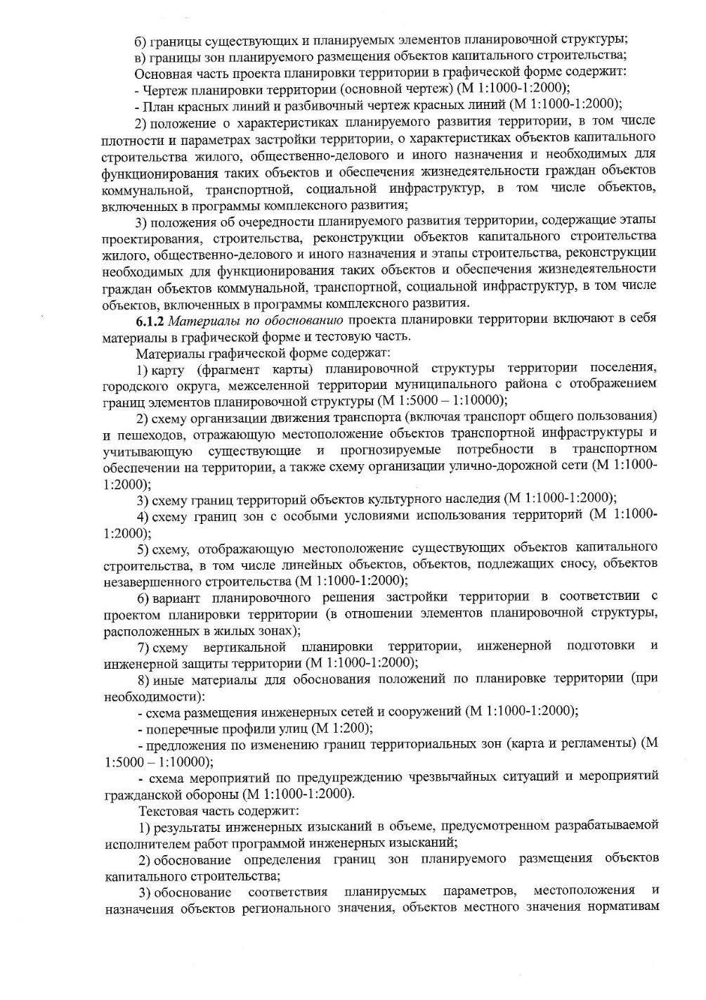 б) границы существующих и планируемых элементов планировочной структуры;
в) границы зон планируемого размещения объектов капитального строительства;
Основная часть проекта планировки территории в графической форме содержит:
- Чертеж планировки территории (основной чертеж) (М 1:1000-1:2000);
- План красных линий и разбивочный чертеж красных линий (М 1:1000-1:2000);
2) положение о характеристиках планируемого развития территории, в том числе
плотности и параметрах застройки территории, о характеристиках объектов капитального
строительства жилого, общественно-делового и иного назначения и необходимых для
функционирования таких объектов и обеспечения жизнедеятельности граждан объектов
коммунальной, транспортной, социальной инфраструктур, в том числе объектов,
включенных в программы комплексного развития;
3) положения об очередности планируемого развития территории, содержащие этапы
проектирования, строительства, реконструкции объектов капитального строительства
жилого, общественно-делового и иного назначения и этапы строительства, реконструкции
необходимых для функционирования таких объектов и обеспечения жизнедеятельности
граждан объектов коммунальной, транспортной, социальной инфраструктур, в том числе
объектов, включенных в программы комплексного развития.
6.1.2 Материалы по обоснованию проекта планировки территории включают в себя
материалы в графической форме и тестовую часть.
Материалы графической форме содержат:
1) карту (фрагмент карты) планировочной структуры территории поселения,
городского округа, межселенной территории муниципального района с отображением
границ элементов планировочной структуры (М 1:5000 – 1:10000);
2) схему организации движения транспорта (включая транспорт общего пользования)
и пешеходов, отражающую местоположение объектов транспортной инфраструктуры и
учитывающую существующие и прогнозируемые потребности в транспортном
обеспечении на территории, а также схему организации улично-дорожной сети (М 1:1000-
1:2000);
3) схему границ территорий объектов культурного наследия (М 1:1000-1:2000);
4) схему границ зон с особыми условиями использования территорий (М 1:1000-
1:2000);
5) схему, отображающую местоположение существующих объектов капитального
строительства, в том числе линейных объектов, объектов, подлежащих сносу, объектов
незавершенного строительства (М 1:1000-1:2000);
6) вариант планировочного решения застройки территории в соответствии с
проектом планировки территории (в отношении элементов планировочной структуры,
расположенных в жилых зонах);
7) схему вертикальной планировки территории, инженерной подготовки и
инженерной защиты территории (М 1:1000-1:2000);
8) иные материалы для обоснования положений по планировке территории (при
необходимости):
- схема размещения инженерных сетей и сооружений (М 1:1000-1:2000);
- поперечные профили улиц (М 1:200);
- предложения по изменению границ территориальных зон (карта и регламенты) (М
1:5000 – 1:10000);
- схема мероприятий по предупреждению чрезвычайных ситуаций и мероприятий
гражданской обороны (М 1:1000-1:2000).
Текстовая часть содержит:
1) результаты инженерных изысканий в объеме, предусмотренном разрабатываемой
исполнителем работ программой инженерных изысканий;
2) обоснование определения границ зон планируемого размещения объектов
капитального строительства;
3) обоснование соответствия планируемых параметров, местоположения и
назначения объектов регионального значения, объектов местного значения нормативам